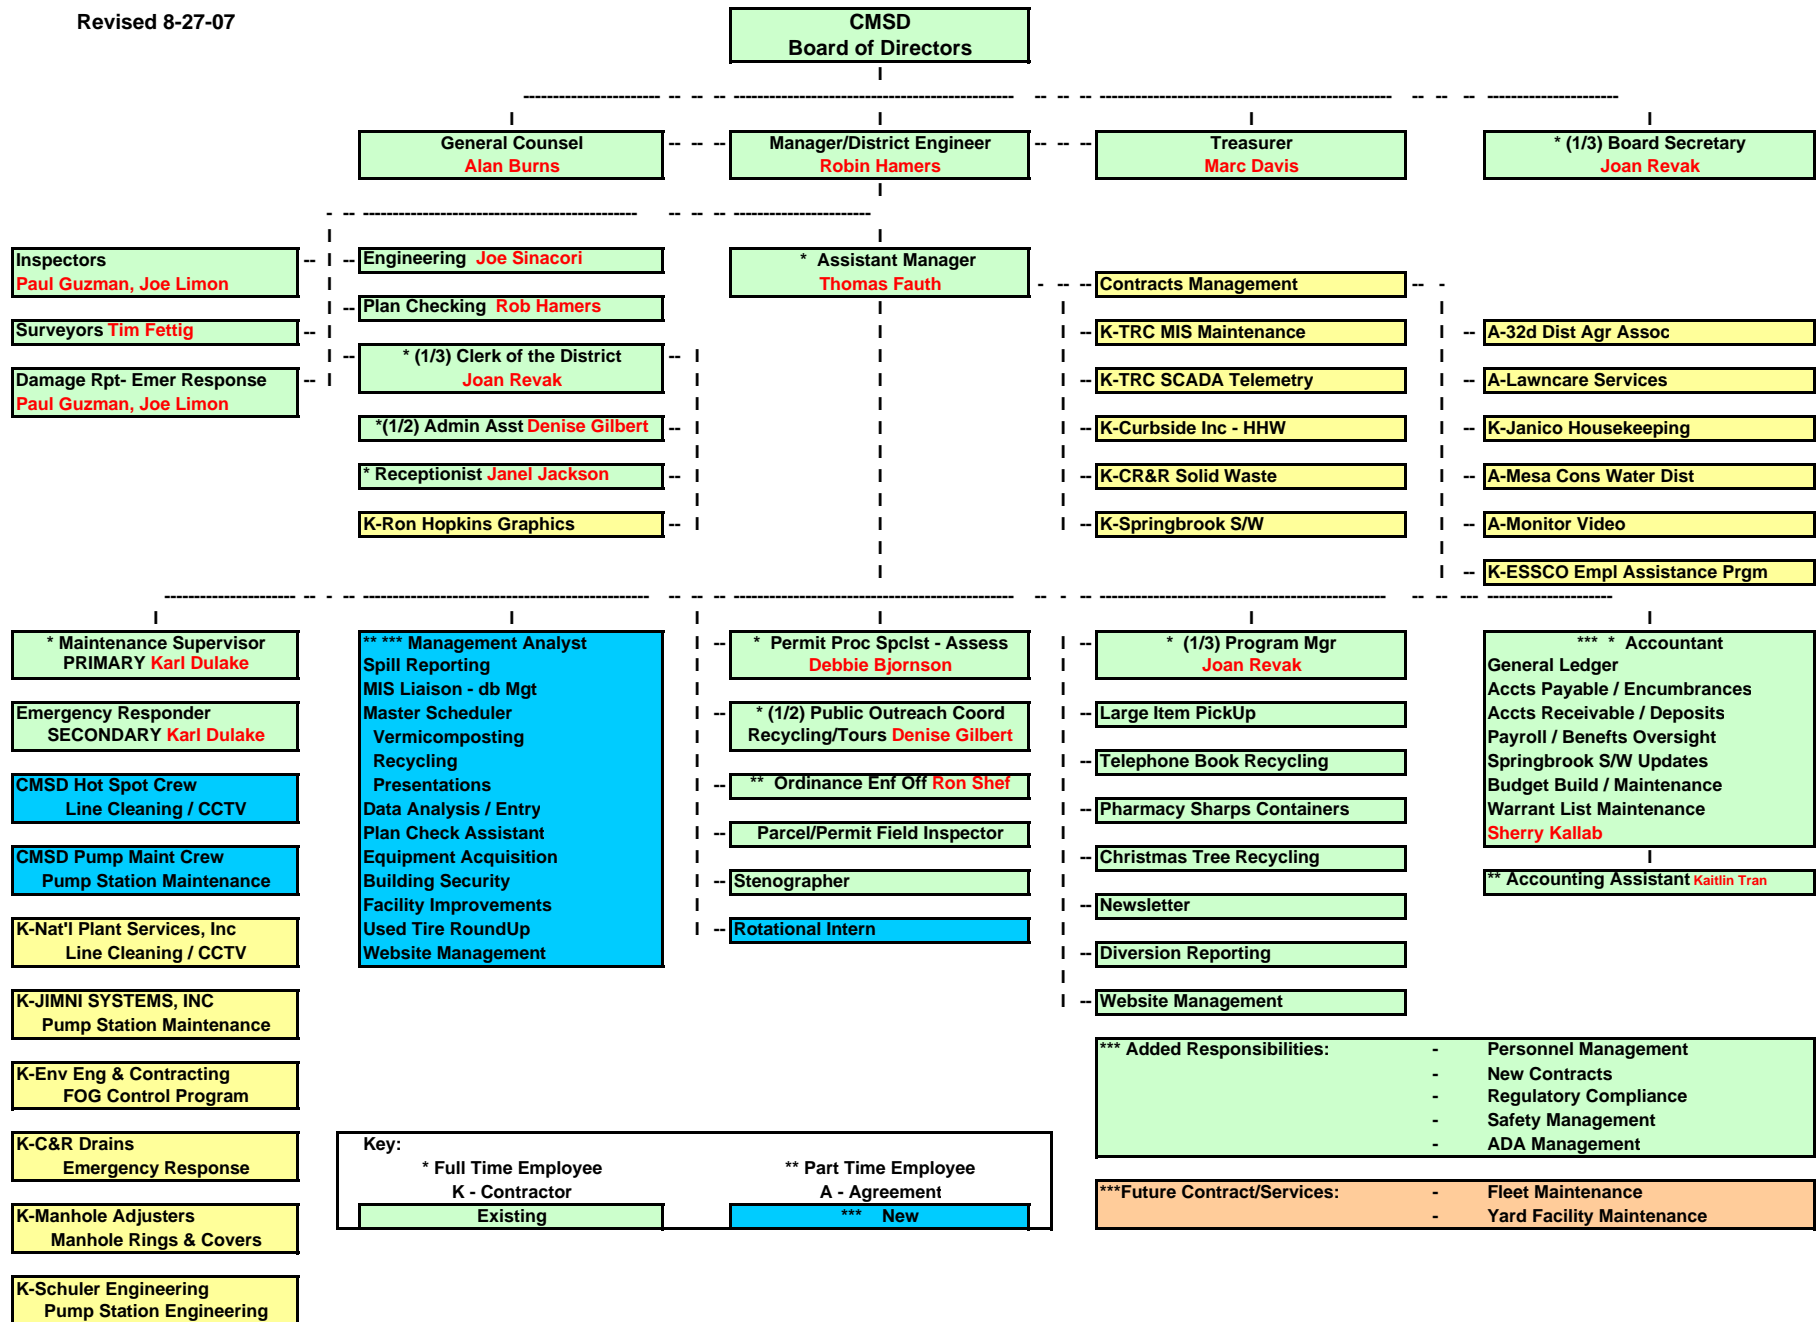 Revised 8-27-07
CMSD
Board of Directors
General Counsel
Alan Burns
Manager/District Engineer
Robin Hamers
Treasurer
Marc Davis
* (1/3) Board Secretary
Joan Revak
Inspectors
Paul Guzman, Joe Limon
Surveyors Tim Fettig
Damage Rpt- Emer Response
Paul Guzman, Joe Limon
Engineering Joe Sinacori
Plan Checking Rob Hamers
* (1/3) Clerk of the District
Joan Revak
*(1/2) Admin Asst Denise Gilbert
* Receptionist Janel Jackson
K-Ron Hopkins Graphics
* Assistant Manager
Thomas Fauth
Contracts Management
K-TRC MIS Maintenance
K-TRC SCADA Telemetry
K-Curbside Inc - HHW
K-CR&R Solid Waste
K-Springbrook S/W
A-32d Dist Agr Assoc
A-Lawncare Services
K-Janico Housekeeping
A-Mesa Cons Water Dist
A-Monitor Video
K-ESSCO Empl Assistance Prgm
* Maintenance Supervisor
PRIMARY Karl Dulake
Emergency Responder
SECONDARY Karl Dulake
CMSD Hot Spot Crew
Line Cleaning / CCTV
CMSD Pump Maint Crew
Pump Station Maintenance
K-Nat'l Plant Services, Inc
Line Cleaning / CCTV
K-JIMNI SYSTEMS, INC
Pump Station Maintenance
K-Env Eng & Contracting
FOG Control Program
K-C&R Drains
Emergency Response
K-Manhole Adjusters
Manhole Rings & Covers
K-Schuler Engineering
Pump Station Engineering
** *** Management Analyst
Spill Reporting
MIS Liaison - db Mgt
Master Scheduler
Vermicomposting
Recycling
Presentations
Data Analysis / Entry
Plan Check Assistant
Equipment Acquisition
Building Security
Facility Improvements
Used Tire RoundUp
Website Management
* Permit Proc Spclst - Assess
Debbie Bjornson
* (1/2) Public Outreach Coord
Recycling/Tours Denise Gilbert
** Ordinance Enf Off Ron Shef
Parcel/Permit Field Inspector
Stenographer
Rotational Intern
* (1/3) Program Mgr
Joan Revak
Large Item PickUp
Telephone Book Recycling
Pharmacy Sharps Containers
Christmas Tree Recycling
Newsletter
Diversion Reporting
Website Management
*** * Accountant
General Ledger
Accts Payable / Encumbrances
Accts Receivable / Deposits
Payroll / Benefts Oversight
Springbrook S/W Updates
Budget Build / Maintenance
Warrant List Maintenance
Sherry Kallab
** Accounting Assistant Kaitlin Tran
*** Added Responsibilities: - Personnel Management
- New Contracts
- Regulatory Compliance
- Safety Management
- ADA Management
***Future Contract/Services: - Fleet Maintenance
- Yard Facility Maintenance
Key:
* Full Time Employee ** Part Time Employee
K - Contractor A - Agreement
Existing *** New